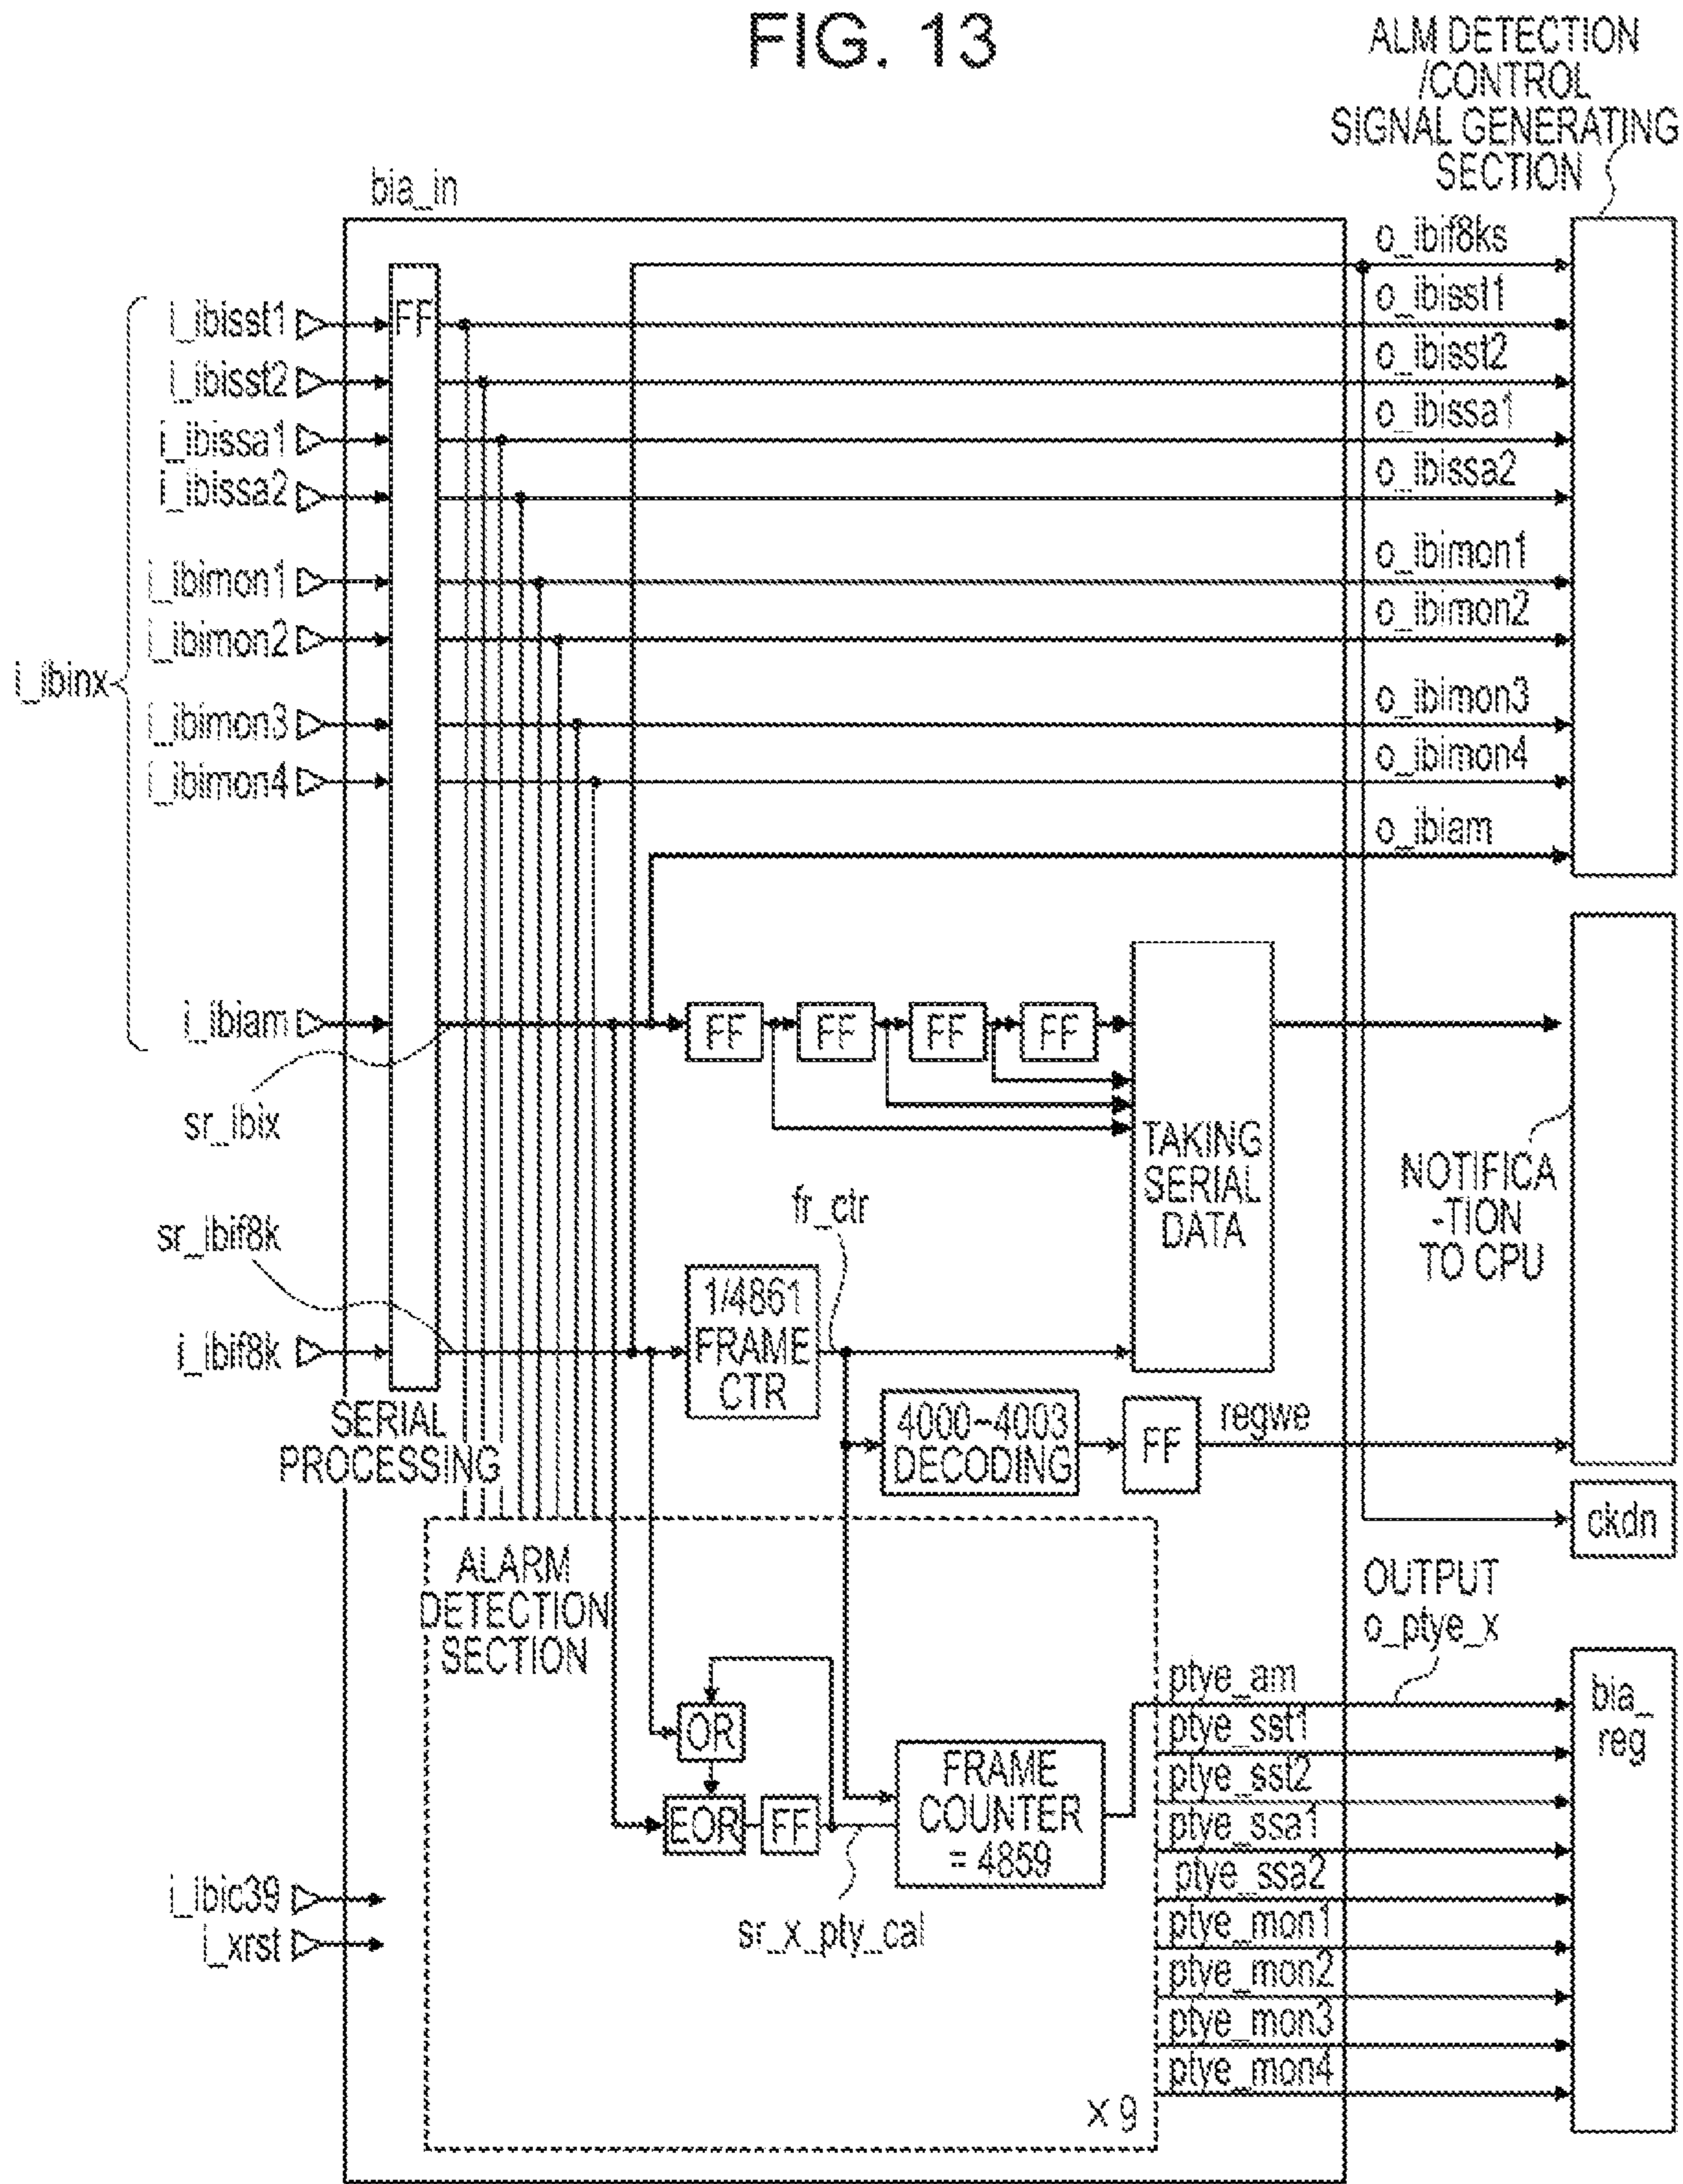 FIG. 13
ALM DETECTION
/CONTROL
SIGNAL GENERATING
SECTION
bia_in
o_ibif8ks
i_ibisst1
FF
o_ibisst1
i_ibisst2
o_ibisst2
i_ibissa1
o_ibissa1
i_ibissa2
o_ibissa2
i_ibimon1
o_ibimon1
i_ibimon2
o_ibimon2
i_ibinx
i_ibimon3
o_ibimon3
i_ibimon4
o_ibimon4
o_ibiam
i_ibiam
FF
FF
FF
FF
sr_ibix
TAKING
SERIAL
DATA
NOTIFICA
-TION
TO CPU
fr_ctr
sr_ibif8k
1/4861
FRAME
CTR
i_ibif8k
SERIAL
PROCESSING
4000~4003
DECODING
FF
regwe
ckdn
ALARM
DETECTION
SECTION
OUTPUT
o_ptye_x
OR
EOR
FF
FRAME
COUNTER
= 4859
sr_x_pty_cal
ptye_am
ptye_sst1
ptye_sst2
ptye_ssa1
ptye_ssa2
ptye_mon1
ptye_mon2
ptye_mon3
ptye_mon4
bia_
reg
i_ibic39
i_xrst
x 9